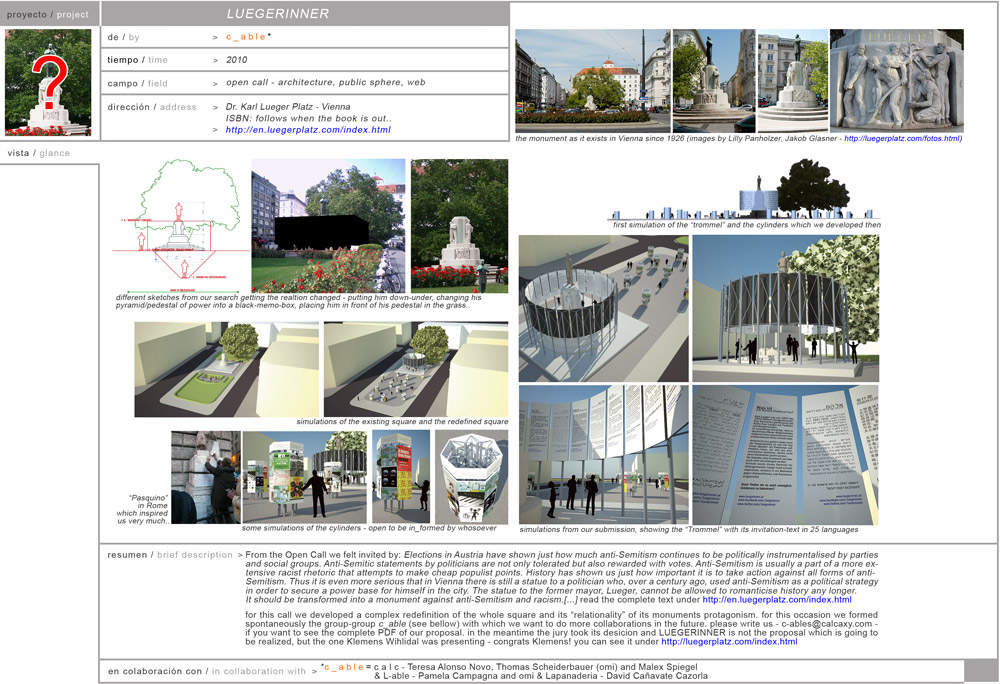 proyecto / project
LUEGERINNER
de / by > c_able*
tiempo / time > 2010
campo / field > open call - architecture, public sphere, web
dirección / address > Dr. Karl Lueger Platz - Vienna
ISBN: follows when the book is out..
> http://en.luegerplatz.com/index.html
the monument as it exists in Vienna since 1926 (images by Lilly Panholzer, Jakob Glasner - http://luegerplatz.com/fotos.html)
vista / glance
?
first simulation of the "trommel" and the cylinders which we developed then
different sketches from our search getting the realtion changed - putting him down-under, changing his
pyramid/pedestal of power into a black-memo-box, placing him in front of his pedestal in the grass..
simulations of the existing square and the redefined square
"Pasquino"
in Rome
which inspired
us very much..
some simulations of the cylinders - open to be in_formed by whosoever
simulations from our submission, showing the "Trommel" with its invitation-text in 25 languages
resumen / brief description > From the Open Call we felt invited by: Elections in Austria have shown just how much anti-Semitism continues to be politically instrumentalised by parties
and social groups. Anti-Semitic statements by politicians are not only tolerated but also rewarded with votes. Anti-Semitism is usually a part of a more ex-
tensive racist rhetoric that attempts to make cheap populist points. History has shown us just how important it is to take action against all forms of anti-
Semitism. Thus it is even more serious that in Vienna there is still a statue to a politician who, over a century ago, used anti-Semitism as a political strategy
in order to secure a power base for himself in the city. The statue to the former mayor, Lueger, cannot be allowed to romanticise history any longer.
It should be transformed into a monument against anti-Semitism and racism.[...] read the complete text under http://en.luegerplatz.com/index.html
for this call we developed a complex redefinition of the whole square and its "relationality" of its monuments protagonism. for this occasion we formed
spontaneously the group-group c_able (see bellow) with which we want to do more collaborations in the future. please write us - c-ables@calcaxy.com -
if you want to see the complete PDF of our proposal. in the meantime the jury took its desicion and LUEGERINNER is not the proposal which is going to
be realized, but the one Klemens Wihlidal was presenting - congrats Klemens! you can see it under http://luegerplatz.com/index.html
en colaboración con / in collaboration with > *c_able = c a l c - Teresa Alonso Novo, Thomas Scheiderbauer (omi) and Malex Spiegel
& L-able - Pamela Campagna and omi & Lapanaderia - David Cañavate Cazorla